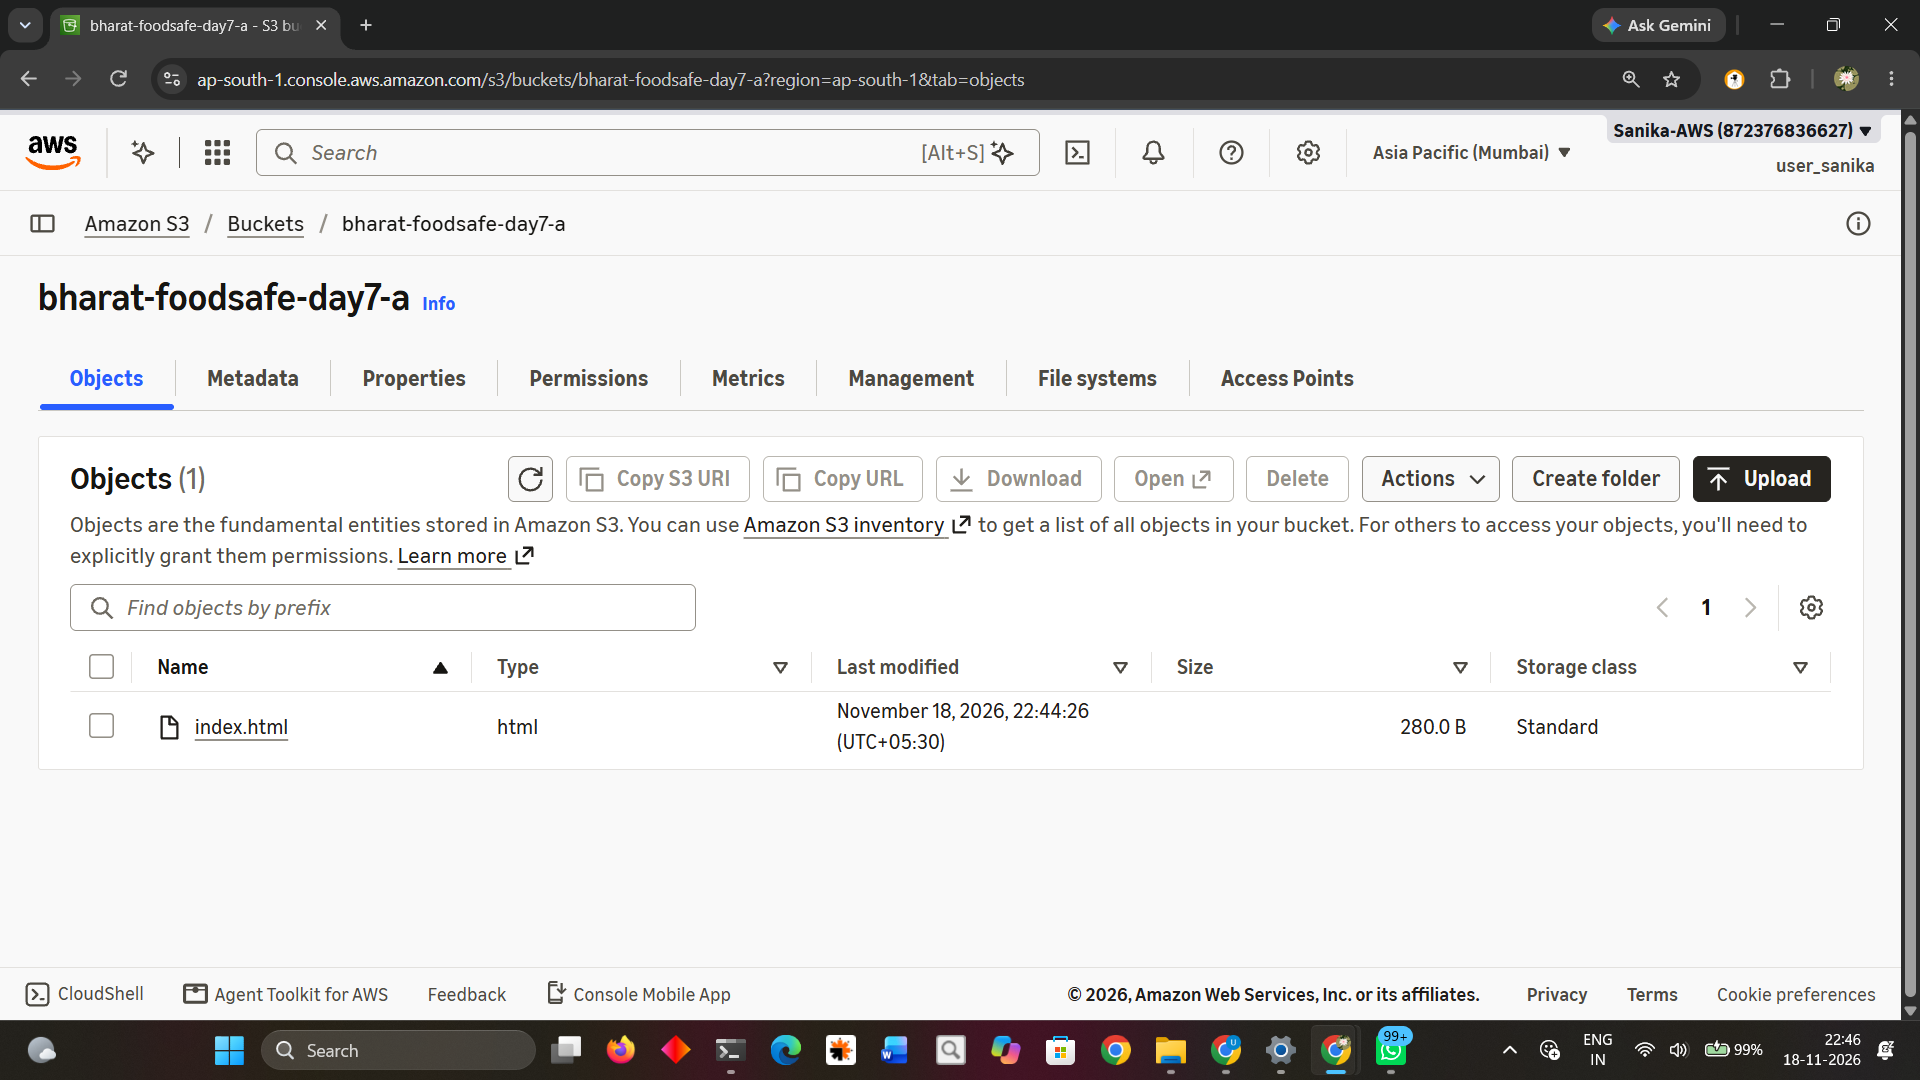 bharat-foodsafe-day7-a - S3 bu
Ask Gemini
ap-south-1.console.aws.amazon.com/s3/buckets/bharat-foodsafe-day7-a?region=ap-south-1&tab=objects
aws
Search
[Alt+S]
Asia Pacific (Mumbai)
Sanika-AWS (872376836627)
user_sanika
Amazon S3 / Buckets / bharat-foodsafe-day7-a
bharat-foodsafe-day7-a Info
Objects
Metadata
Properties
Permissions
Metrics
Management
File systems
Access Points
Objects (1)
Copy S3 URI
Copy URL
Download
Open
Delete
Actions
Create folder
Upload
Objects are the fundamental entities stored in Amazon S3. You can use Amazon S3 inventory to get a list of all objects in your bucket. For others to access your objects, you'll need to
explicitly grant them permissions. Learn more
Find objects by prefix
1
Name
Type
Last modified
Size
Storage class
index.html
html
November 18, 2026, 22:44:26
(UTC+05:30)
280.0 B
Standard
CloudShell
Agent Toolkit for AWS
Feedback
Console Mobile App
© 2026, Amazon Web Services, Inc. or its affiliates.
Privacy
Terms
Cookie preferences
Search
U
99+
ENG
IN
99%
22:46
18-11-2026